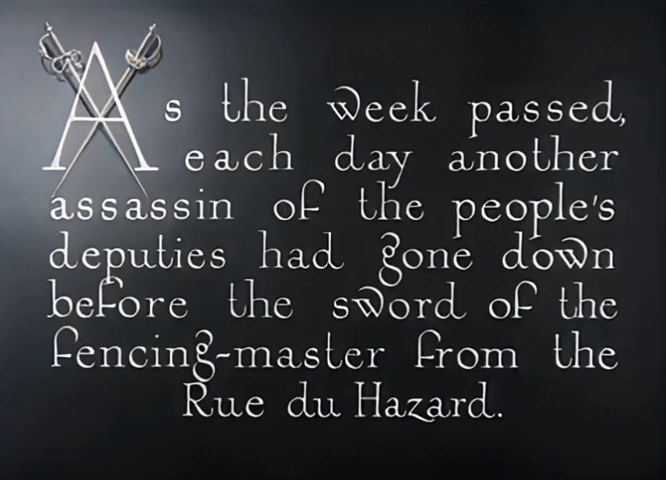 As the week passed,
each day another
assassin of the people's
deputies had gone down
before the sword of the
fencing-master from the
Rue du Hazard.